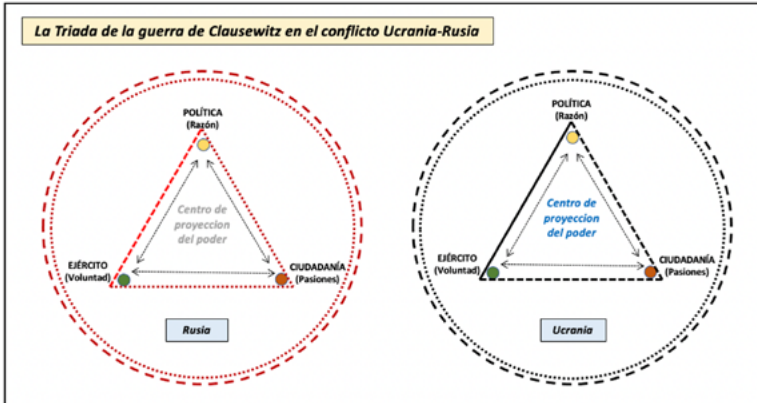 La Triada de la guerra de Clausewitz en el conflicto Ucrania-Rusia
POLÍTICA
(Razón)
Centro de
proyeccion
del poder
EJÉRCITO
(Voluntad)
CIUDADANÍA
(Pasiones)
Rusia
POLÍTICA
(Razón)
Centro de
proyeccion
del poder
EJÉRCITO
(Voluntad)
CIUDADANÍA
(Pasiones)
Ucrania